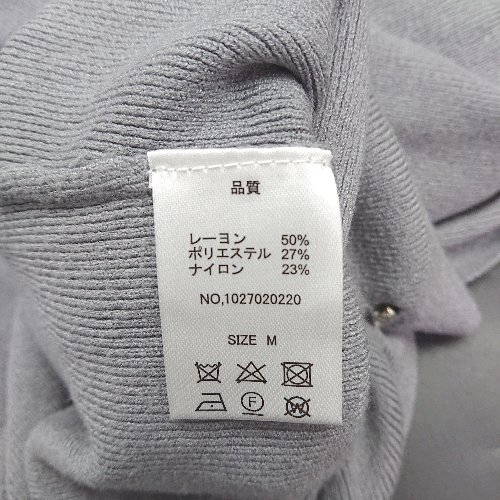 品質
レーヨン 50%
ポリエステル 27%
ナイロン 23%
NO,1027020220
SIZE M
F W